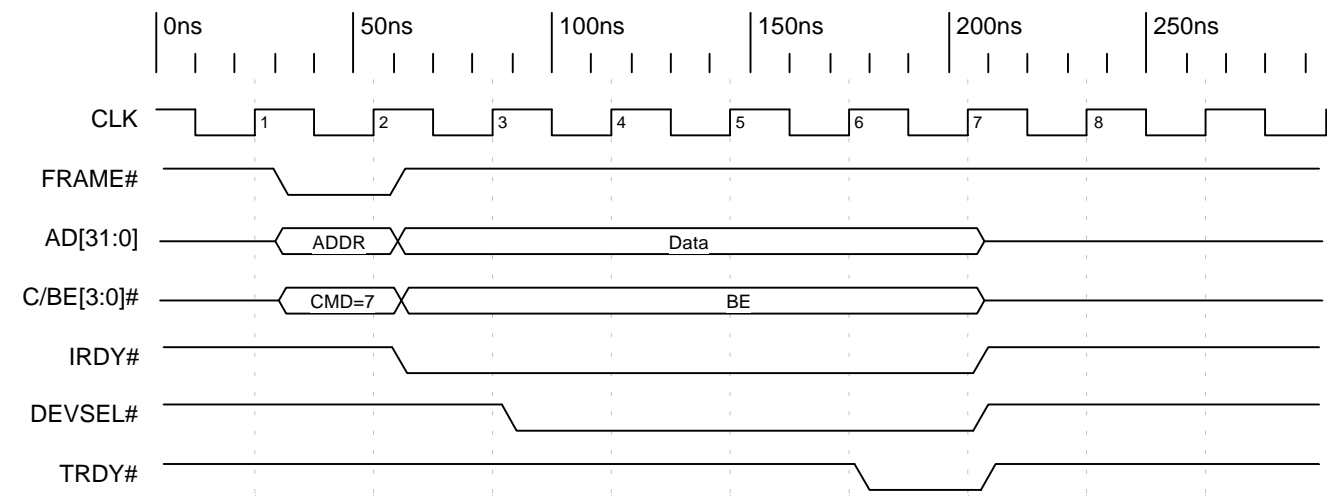 0ns 50ns 100ns 150ns 200ns 250ns
CLK 1 2 3 4 5 6 7 8
FRAME#
AD[31:0] ADDR Data
C/BE[3:0]# CMD=7 BE
IRDY#
DEVSEL#
TRDY#